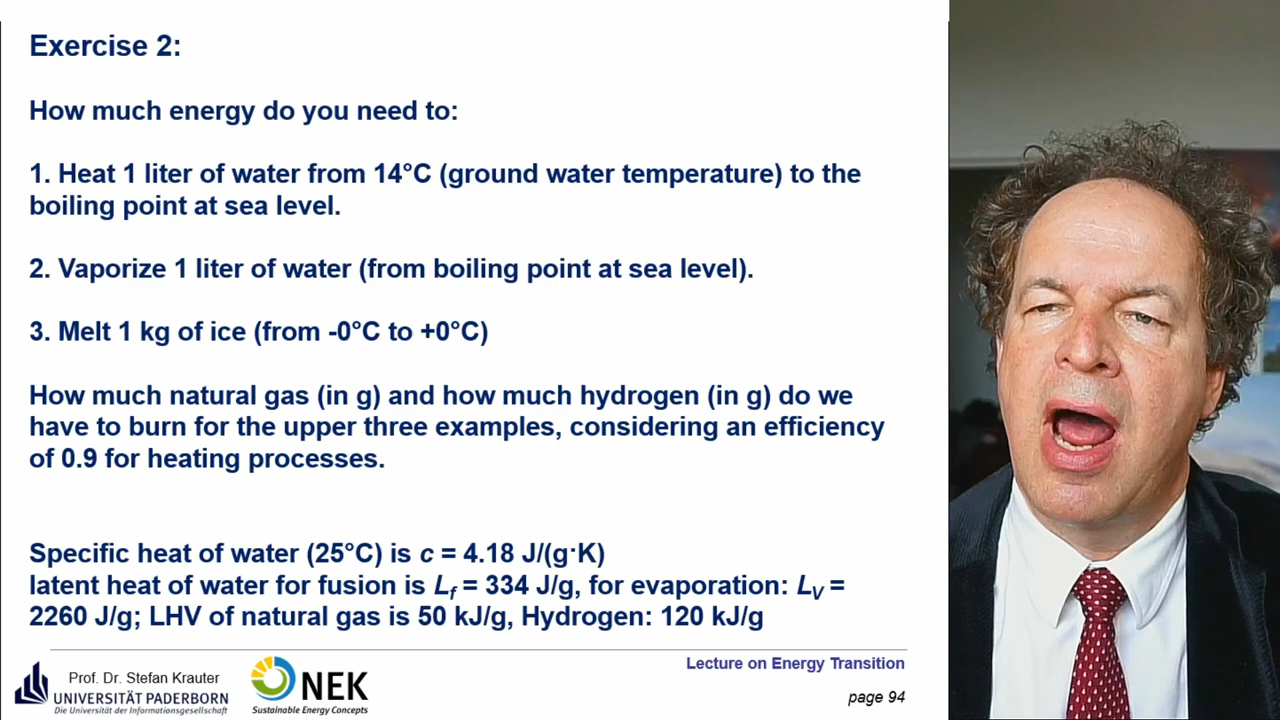 Exercise 2:
How much energy do you need to:
1. Heat 1 liter of water from 14°C (ground water temperature) to the
boiling point at sea level.
2. Vaporize 1 liter of water (from boiling point at sea level).
3. Melt 1 kg of ice (from -0°C to +0°C)
How much natural gas (in g) and how much hydrogen (in g) do we
have to burn for the upper three examples, considering an efficiency
of 0.9 for heating processes.
Specific heat of water (25°C) is c = 4.18 J/(g·K)
latent heat of water for fusion is Lf = 334 J/g, for evaporation: LV =
2260 J/g; LHV of natural gas is 50 kJ/g, Hydrogen: 120 kJ/g
Prof. Dr. Stefan Krauter
UNIVERSITÄT PADERBORN
Die Universität der Informationsgesellschaft
NEK
Sustainable Energy Concepts
Lecture on Energy Transition
page 94